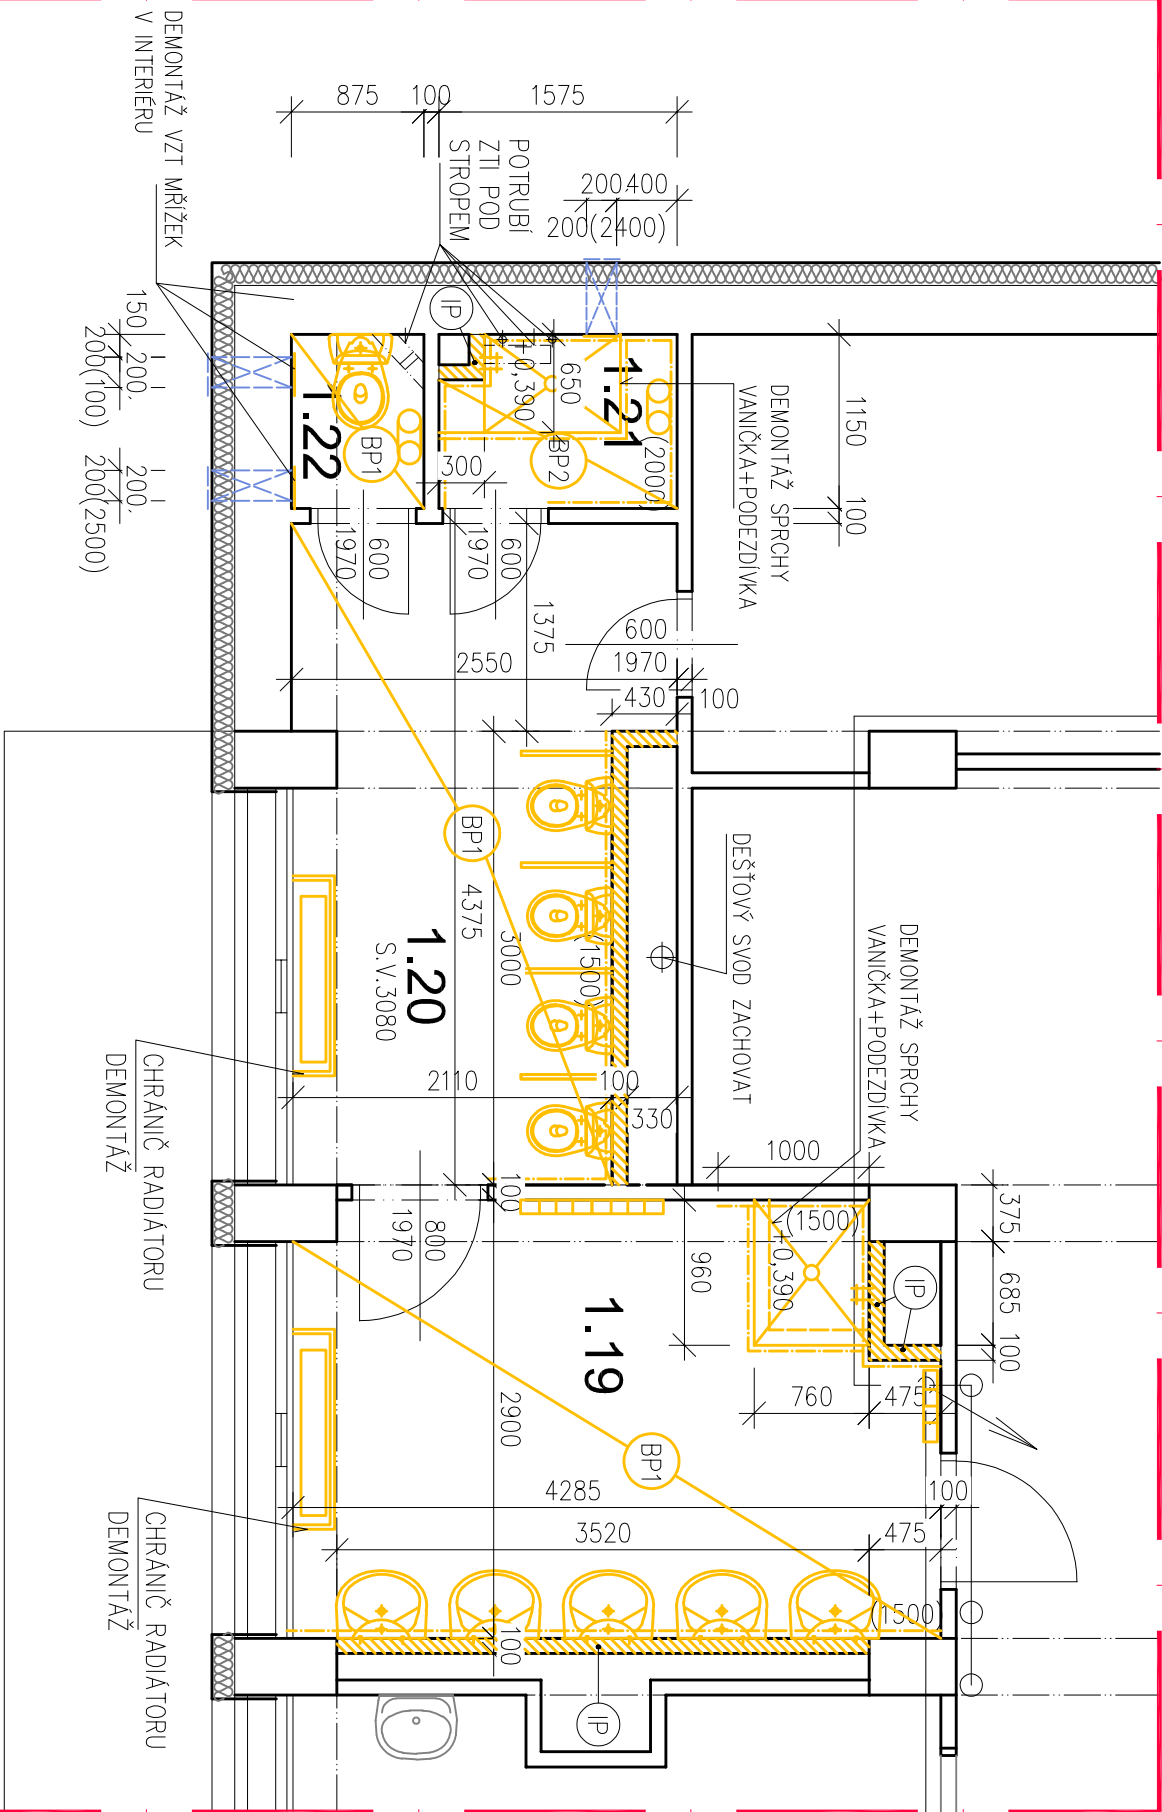 DEMONTÁŽ VZT MŘÍŽEK
V INTERIÉRU
875
100
1575
POTRUBÍ
ZTI POD
STROPEM
200
400
200(2400)
IP
150
200
200(100)
200
200(2500)
1.22
BP1
1.21
650
+0,390
BP2
(2000)
300
DEMONTÁŽ SPRCHY
VANIČKA+PODEZDÍVKA
1150
100
600
1970
600
1970
1375
600
1970
2550
430
100
BP1
4375
3000
(1500)
1.20
S.V.3080
DEŠŤOVÝ SVOD ZACHOVAT
DEMONTÁŽ SPRCHY
VANIČKA+PODEZDÍVKA
2110
100
330
CHRÁNIČ RADIÁTORU
DEMONTÁŽ
1000
100
800
1970
960
(1500)
+0,390
IP
375
685
100
1.19
760
475
2900
BP1
4285
100
3520
475
(1500)
100
IP
CHRÁNIČ RADIÁTORU
DEMONTÁŽ